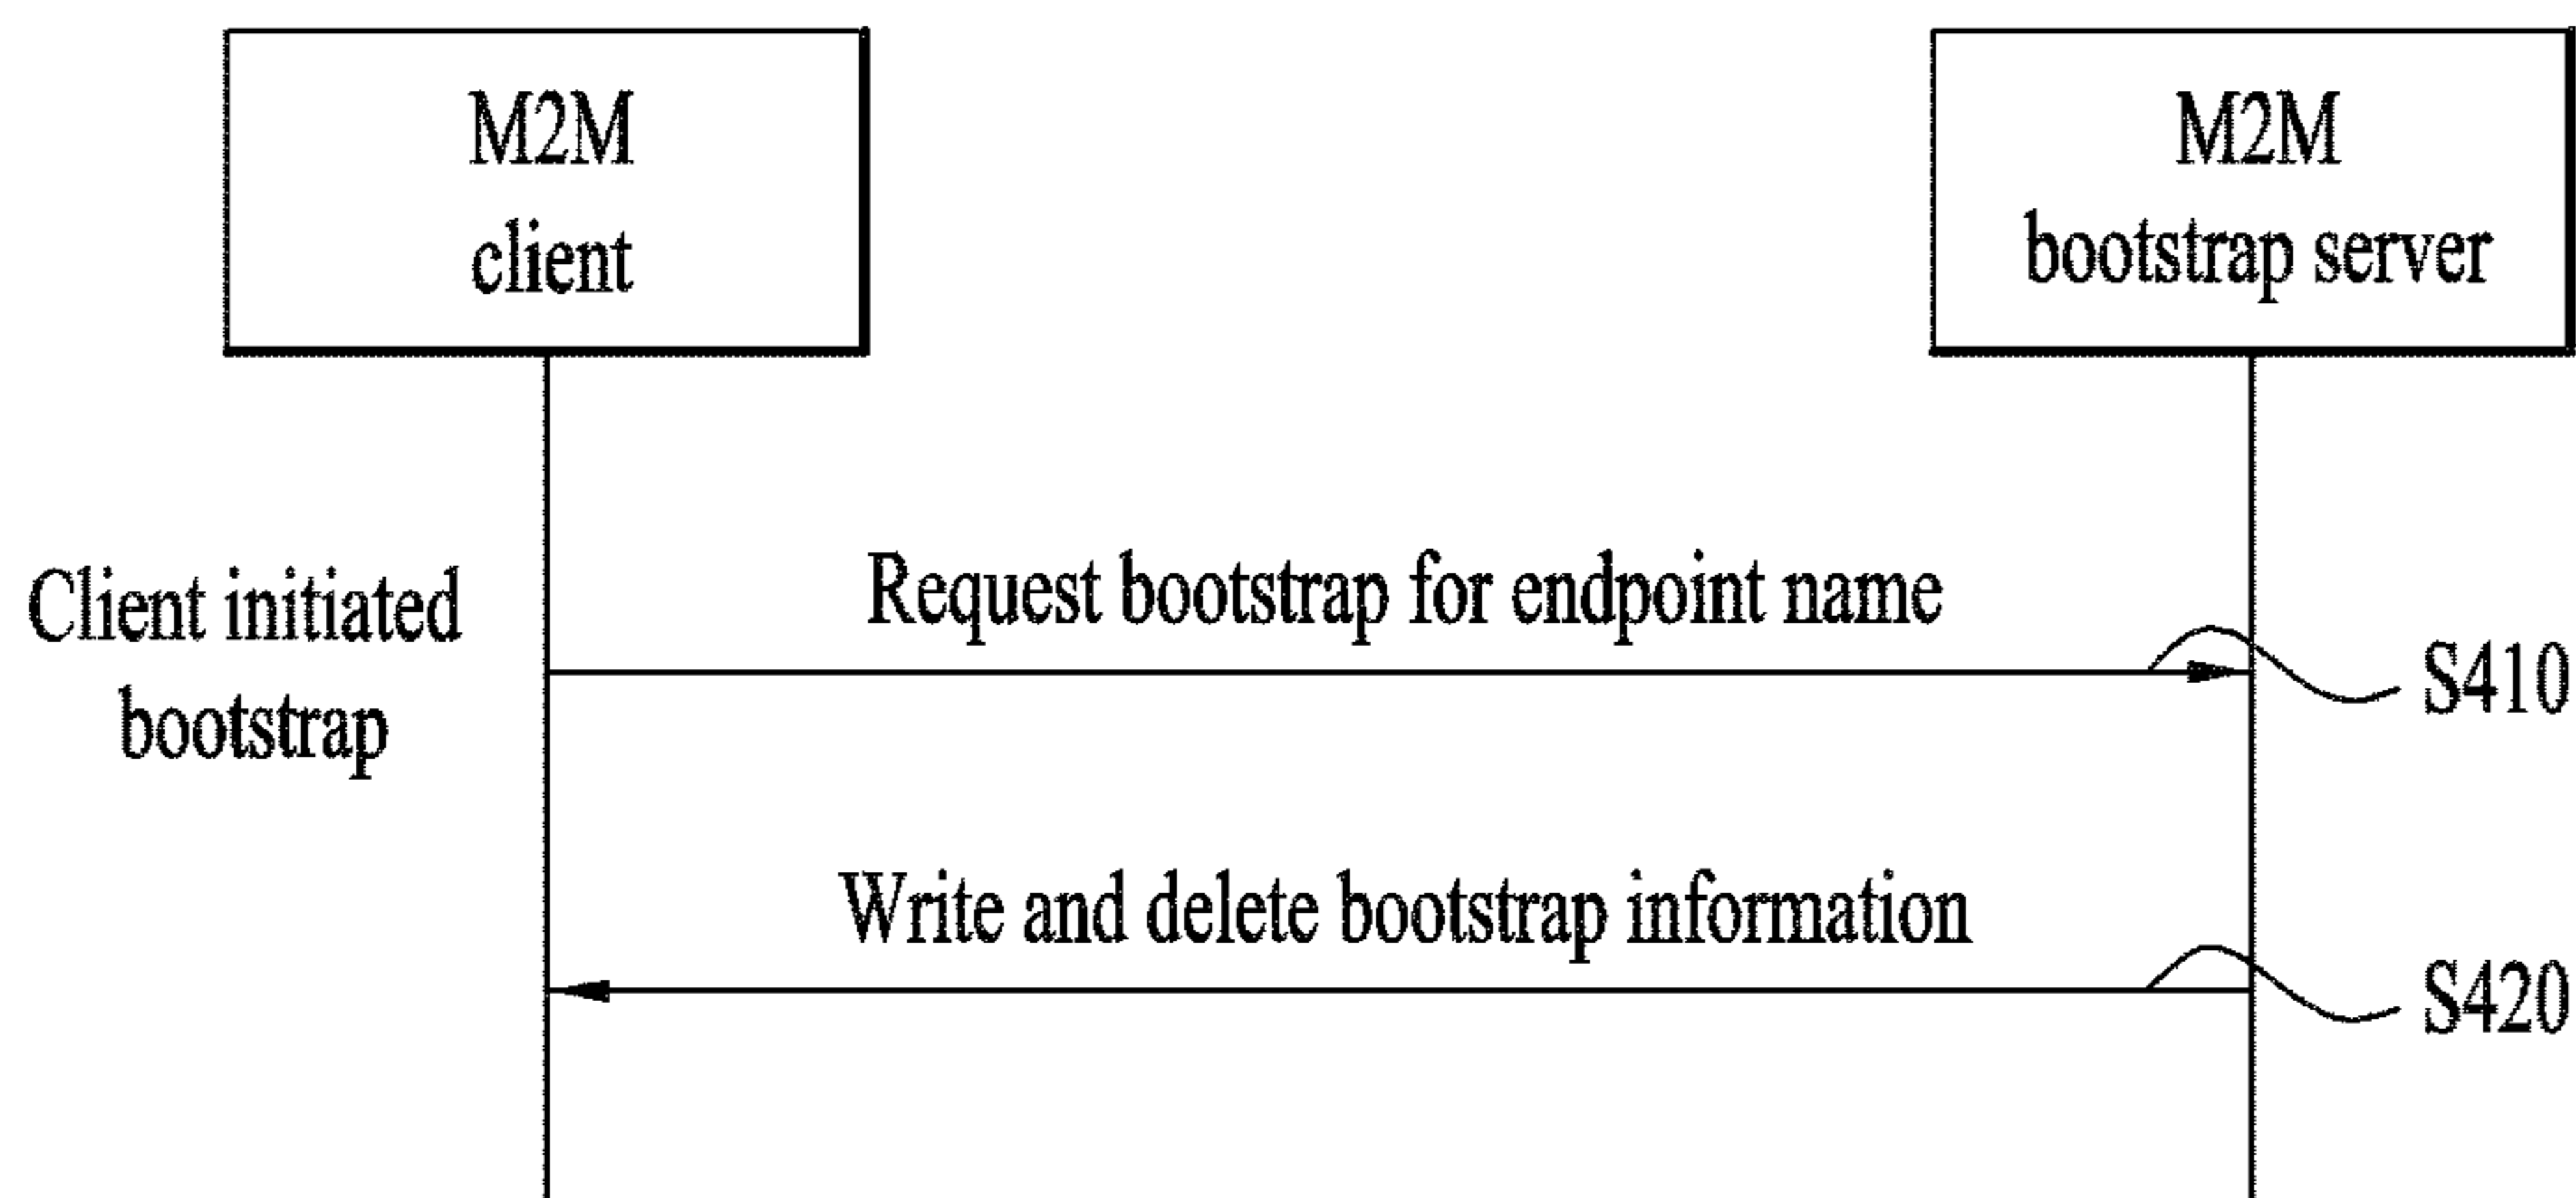 M2M
client
M2M
bootstrap server
Client initiated
bootstrap
Request bootstrap for endpoint name
S410
Write and delete bootstrap information
S420